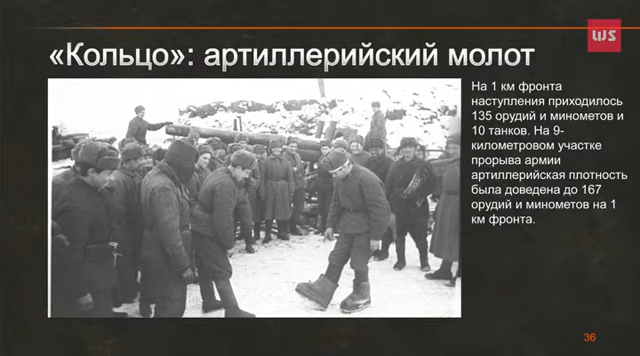 WS
«Кольцо»: артиллерийский молот
На 1 км фронта
наступления приходилось
135 орудий и минометов и
10 танков. На 9-
километровом участке
прорыва армии
артиллерийская плотность
была доведена до 167
орудий и минометов на 1
км фронта.
36